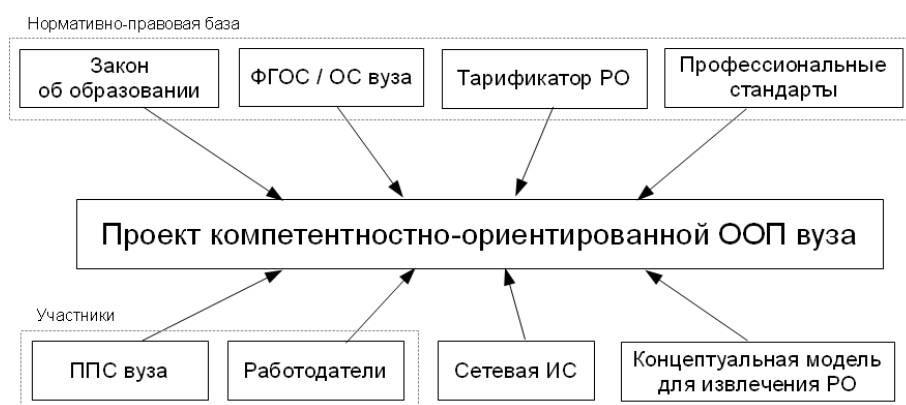 Нормативно-правовая база
Закон
об образовании
ФГОС / ОС вуза
Тарификатор РО
Профессиональные
стандарты
Проект компетентностно-ориентированной ООП вуза
Участники
ППС вуза
Работодатели
Сетевая ИС
Концептуальная модель
для извлечения РО